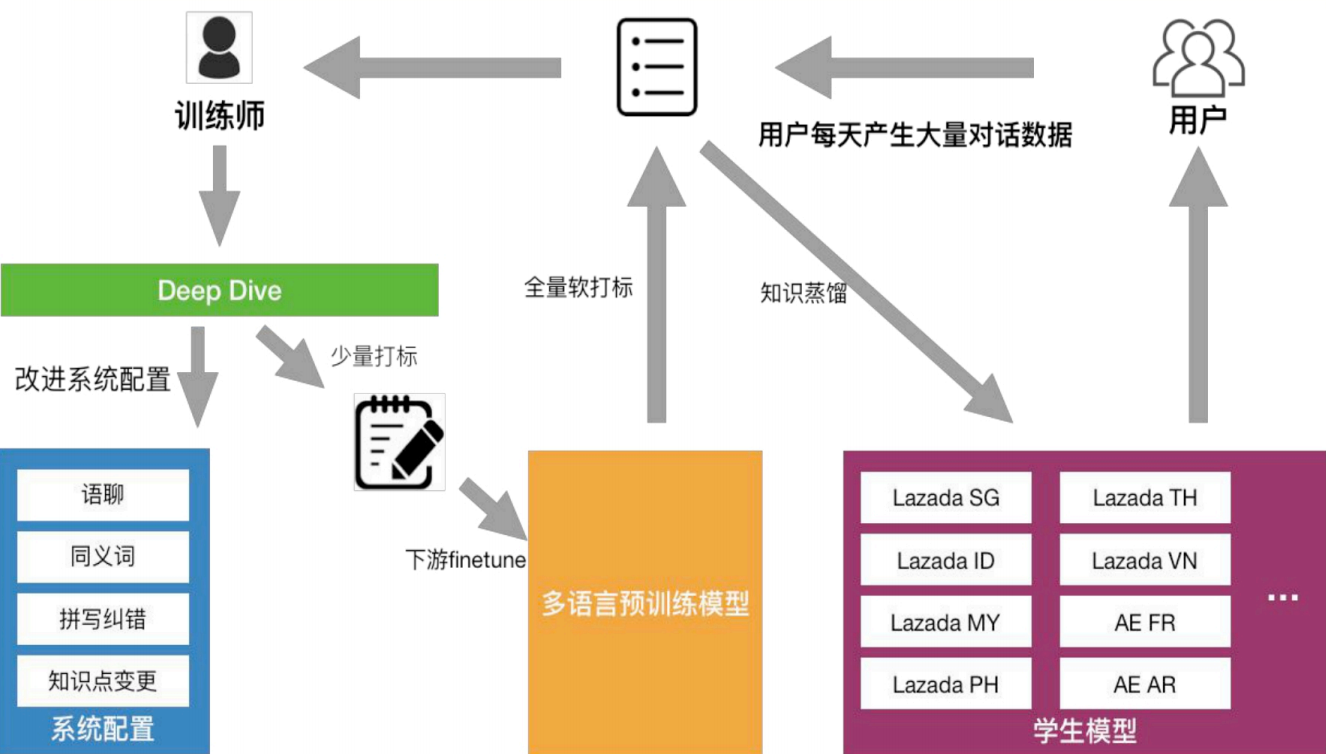 训练师
用户每天产生大量对话数据
用户
Deep Dive
全量软打标
知识蒸馏
改进系统配置
少量打标
下游finetune
语聊
同义词
拼写纠错
知识点变更
系统配置
多语言预训练模型
Lazada SG
Lazada TH
Lazada ID
Lazada VN
Lazada MY
AE FR
Lazada PH
AE AR
...
学生模型